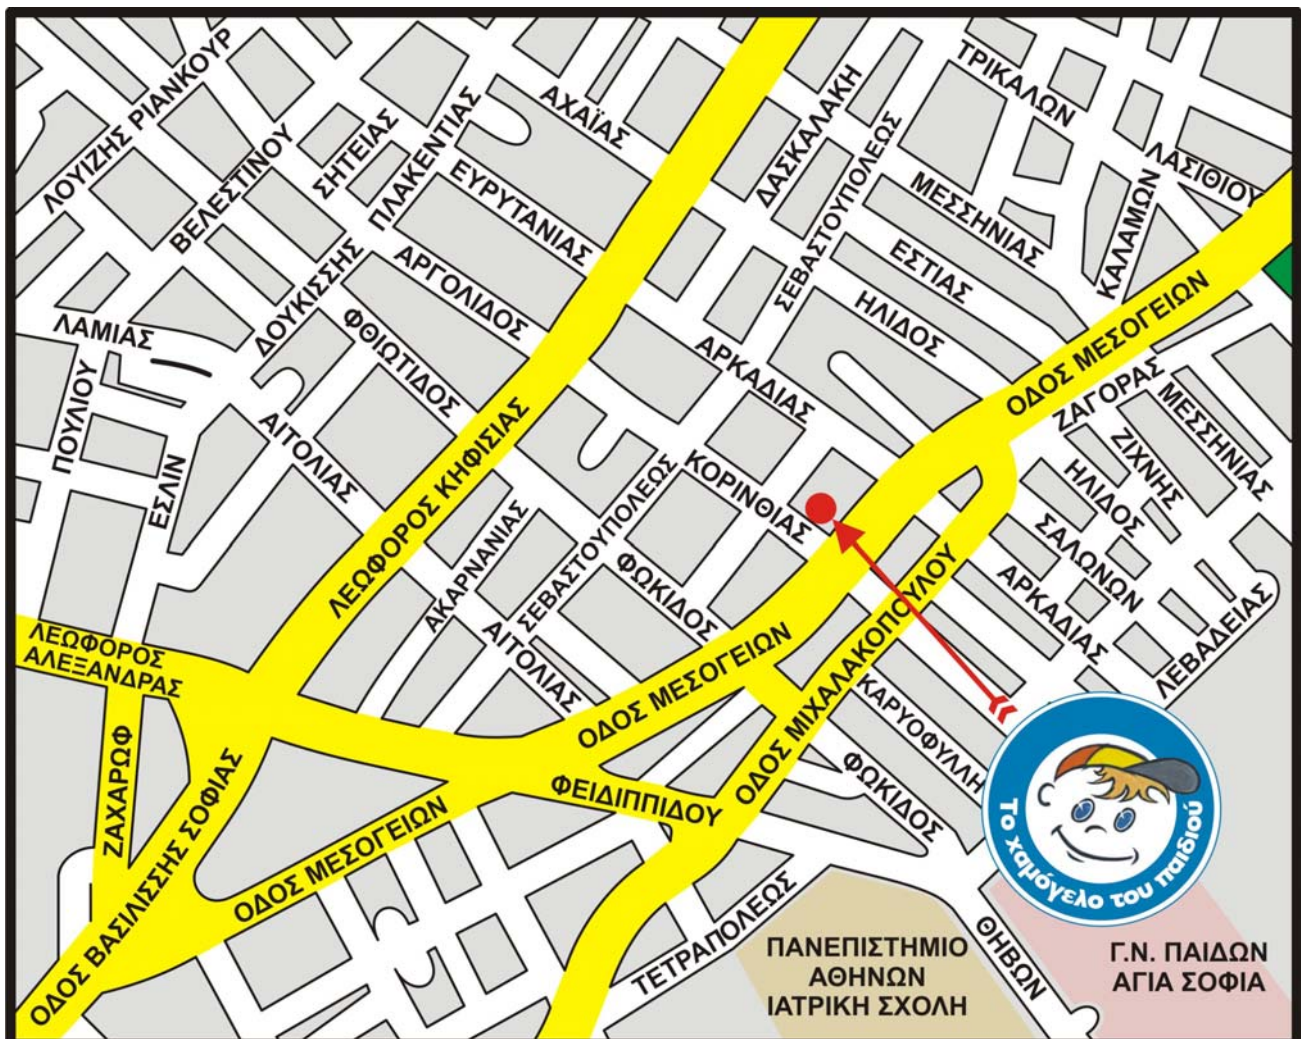 ΛΟΥΙΖΗΣ ΡΙΑΝΚΟΥΡ
ΒΕΛΕΣΤΙΝΟΥ
ΣΗΤΕΙΑΣ
ΠΛΑΚΕΝΤΙΑΣ
ΔΟΥΚΙΣΣΗΣ
ΑΧΑΪΑΣ
ΕΥΡΥΤΑΝΙΑΣ
ΑΡΓΟΛΙΔΟΣ
ΦΘΙΩΤΙΔΟΣ
ΔΑΣΚΑΛΑΚΗ
ΣΕΒΑΣΤΟΥΠΟΛΕΩΣ
ΤΡΙΚΑΛΩΝ
ΛΑΣΙΘΙΟΥ
ΜΕΣΣΗΝΙΑΣ
ΚΑΛΑΜΩΝ
ΕΣΤΙΑΣ
ΗΛΙΔΟΣ
ΟΔΟΣ ΜΕΣΟΓΕΙΩΝ
ΛΑΜΙΑΣ
ΠΟΥΛΙΟΥ
ΕΣΛΙΝ
ΑΙΤΟΛΙΑΣ
ΛΕΩΦΟΡΟΣ ΚΗΦΙΣΙΑΣ
ΑΡΚΑΔΙΑΣ
ΚΟΡΙΝΘΙΑΣ
ΖΑΓΟΡΑΣ
ΜΕΣΣΗΝΙΑΣ
ΖΙΧΝΗΣ
ΗΛΙΔΟΣ
ΣΑΛΩΝΩΝ
ΑΡΚΑΔΙΑΣ
ΛΕΒΑΔΕΙΑΣ
ΑΚΑΡΝΑΝΙΑΣ
ΣΕΒΑΣΤΟΥΠΟΛΕΩΣ
ΦΩΚΙΔΟΣ
ΑΙΤΟΛΙΑΣ
ΛΕΩΦΟΡΟΣ
ΑΛΕΞΑΝΔΡΑΣ
ΖΑΧΑΡΩΦ
ΟΔΟΣ ΒΑΣΙΛΙΣΣΗΣ ΣΟΦΙΑΣ
ΟΔΟΣ ΜΕΣΟΓΕΙΩΝ
ΟΔΟΣ ΜΕΣΟΓΕΙΩΝ
ΟΔΟΣ ΜΙΧΑΛΑΚΟΠΟΥΛΟΥ
ΦΕΙΔΙΠΠΙΔΟΥ
ΚΑΡΥΟΦΥΛΛΗ
ΦΩΚΙΔΟΣ
ΤΕΤΡΑΠΟΛΕΩΣ
ΘΗΒΩΝ
Το χαμόγελο του παιδιού
ΠΑΝΕΠΙΣΤΗΜΙΟ
ΑΘΗΝΩΝ
ΙΑΤΡΙΚΗ ΣΧΟΛΗ
Γ.Ν. ΠΑΙΔΩΝ
ΑΓΙΑ ΣΟΦΙΑ